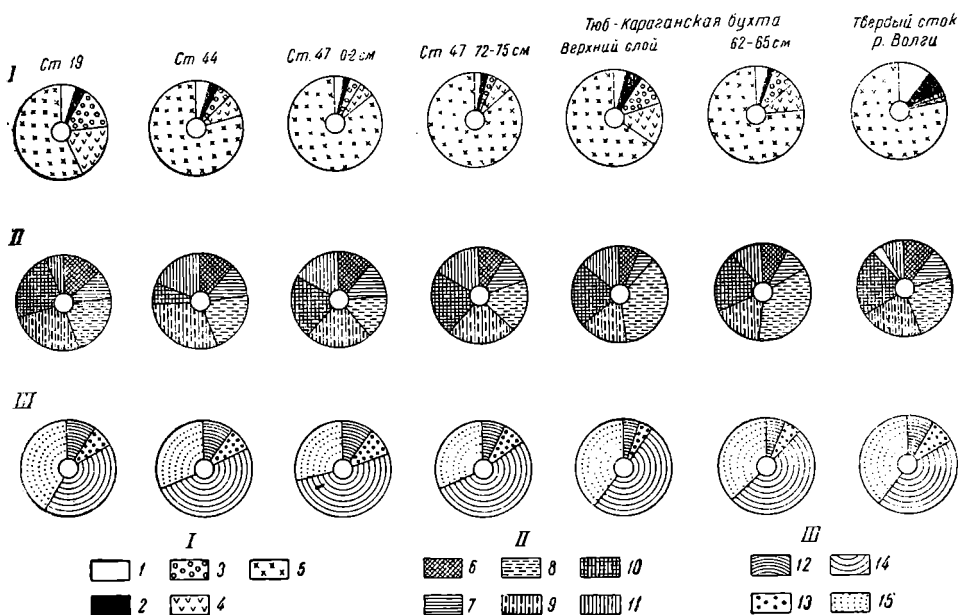 Тюб-Караганская бухта
Твердый сток р. Волги
Ст 19
Ст 44
Ст. 47 0-2 см
Ст 47 72-75 см
Верхний слой
62-65 см
I
II
III
I II III
1 3 5 6 8 10 12 14
2 4 7 9 11 13 15